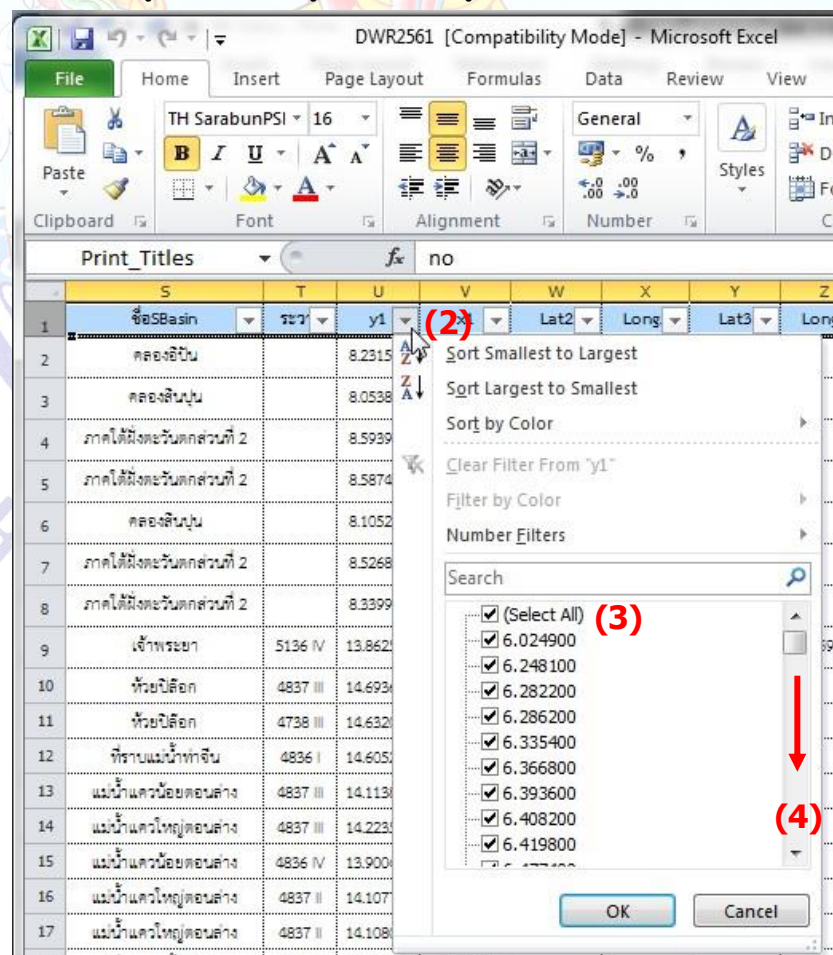 DWR2561 [Compatibility Mode] - Microsoft Excel
File Home Insert Page Layout Formulas Data Review View
TH SarabunPSI 16
General
Paste
B I U
Styles
Clipboard Font Alignment Number
Print_Titles fx no
S T U V W X Y Z
1 ชื่อSBasin ระวา y1 (2) x1 Lat2 Long Lat3 Long
2 คลองอิปัน 8.2315
3 คลองสินปุน 8.0538
4 ภาคใต้ฝั่งตะวันตกส่วนที่ 2 8.5939
5 ภาคใต้ฝั่งตะวันตกส่วนที่ 2 8.5874
6 คลองสินปุน 8.1052
7 ภาคใต้ฝั่งตะวันตกส่วนที่ 2 8.5268
8 ภาคใต้ฝั่งตะวันตกส่วนที่ 2 8.3399
9 เจ้าพระยา 5136 IV 13.862
10 ห้วยปิล๊อก 4837 III 14.693
11 ห้วยปิล๊อก 4738 III 14.632
12 ที่ราบแม่น้ำท่าจีน 4836 I 14.605
13 แม่น้ำแควน้อยตอนล่าง 4837 III 14.113
14 แม่น้ำแควใหญ่ตอนล่าง 4837 III 14.223
15 แม่น้ำแควน้อยตอนล่าง 4836 IV 13.900
16 แม่น้ำแควใหญ่ตอนล่าง 4837 II 14.107
17 แม่น้ำแควใหญ่ตอนล่าง 4837 II 14.108
Sort Smallest to Largest
Sort Largest to Smallest
Sort by Color
Clear Filter From "y1"
Filter by Color
Number Filters
Search
(Select All) (3)
6.024900
6.248100
6.282200
6.286200
6.335400
6.366800
6.393600
6.408200
(4)
6.419800
OK Cancel